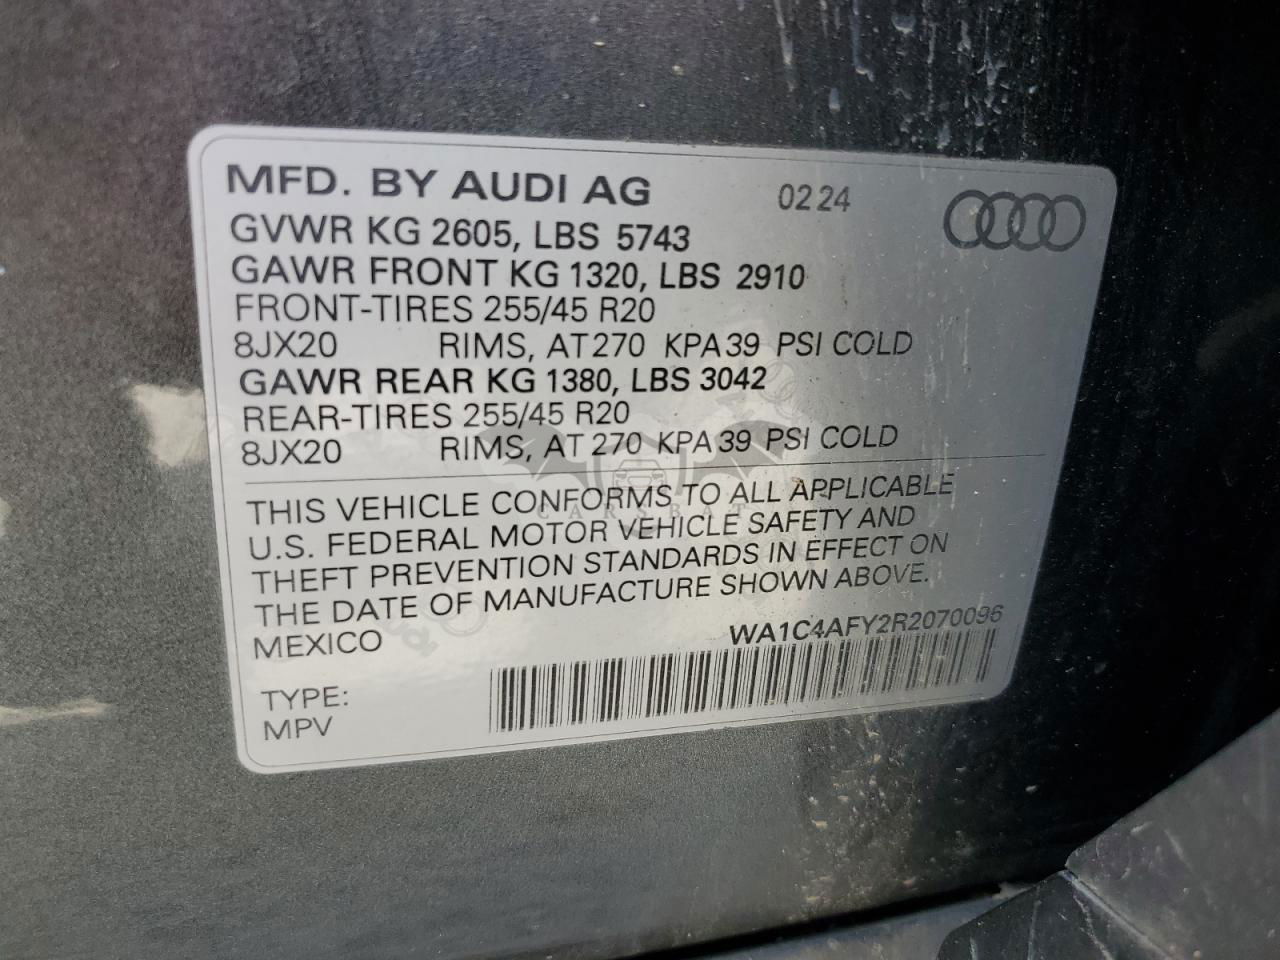 MFD. BY AUDI AG 02 24
GVWR KG 2605, LBS 5743
GAWR FRONT KG 1320, LBS 2910
FRONT-TIRES 255/45 R20
8JX20 RIMS, AT 270 KPA 39 PSI COLD
GAWR REAR KG 1380, LBS 3042
REAR-TIRES 255/45 R20
8JX20 RIMS, AT 270 KPA 39 PSI COLD
THIS VEHICLE CONFORMS TO ALL APPLICABLE
U.S. FEDERAL MOTOR VEHICLE SAFETY AND
THEFT PREVENTION STANDARDS IN EFFECT ON
THE DATE OF MANUFACTURE SHOWN ABOVE.
MEXICO WA1C4AFY2R2070096
TYPE:
MPV
CARSBAT